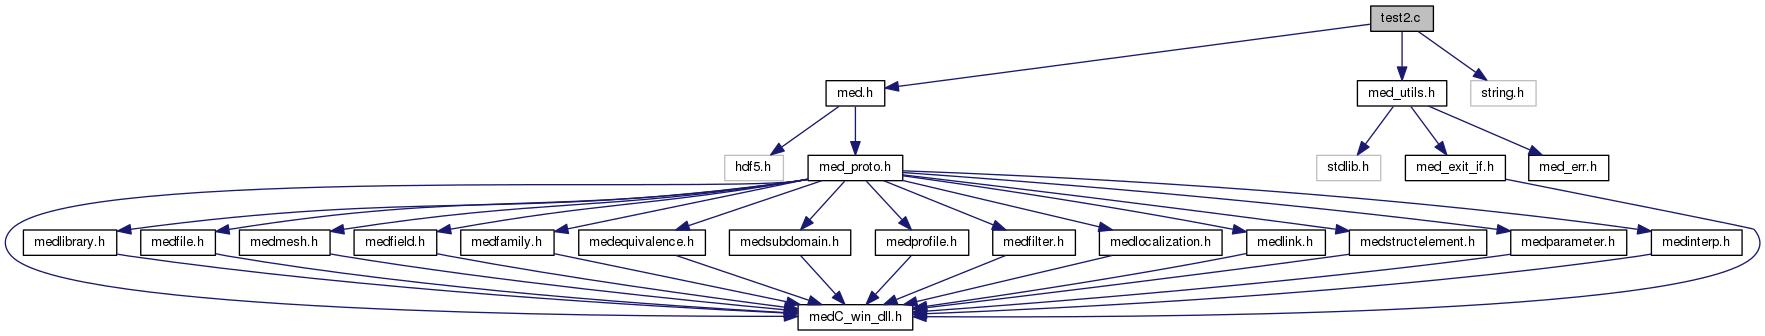 test2.c
med.h
med_utils.h
string.h
hdf5.h
med_proto.h
stdlib.h
med_exit_if.h
med_err.h
medlibrary.h
medfile.h
medmesh.h
medfield.h
medfamily.h
medequivalence.h
medsubdomain.h
medprofile.h
medfilter.h
medlocalization.h
medlink.h
medstructelement.h
medparameter.h
medinterp.h
medC_win_dll.h